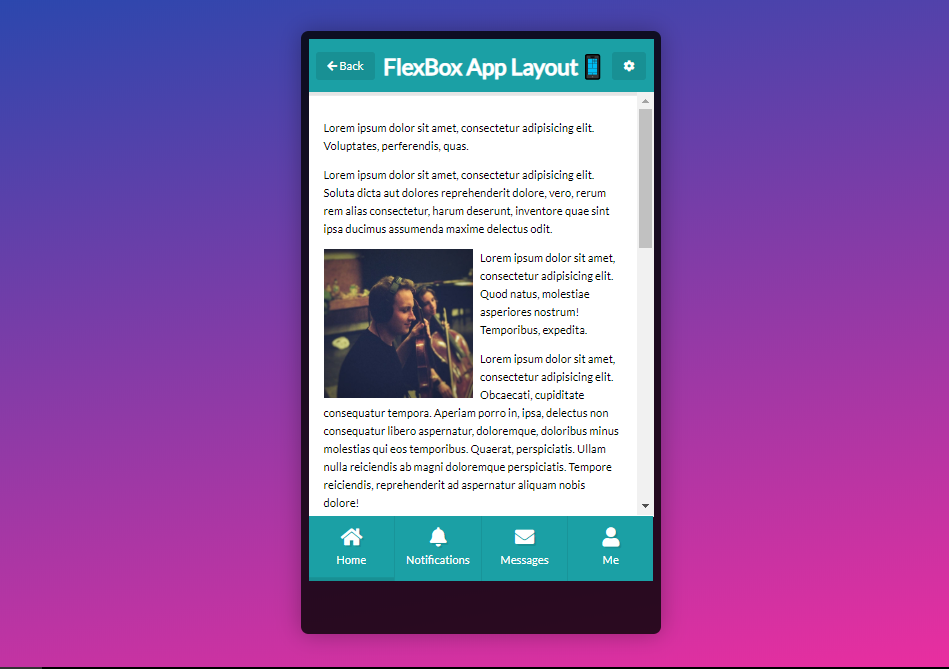 Back
FlexBox App Layout
Lorem ipsum dolor sit amet, consectetur adipisicing elit.
Voluptates, perferendis, quas.
Lorem ipsum dolor sit amet, consectetur adipisicing elit.
Soluta dicta aut dolores reprehenderit dolore, vero, rerum
rem alias consectetur, harum deserunt, inventore quae sint
ipsa ducimus assumenda maxime delectus odit.
Lorem ipsum dolor sit amet,
consectetur adipisicing elit.
Quod natus, molestiae
asperiores nostrum!
Temporibus, expedita.
Lorem ipsum dolor sit amet,
consectetur adipisicing elit.
Obcaecati, cupiditate
consequatur tempora. Aperiam porro in, ipsa, delectus non
consequatur libero aspernatur, doloremque, doloribus minus
molestias qui eos temporibus. Quaerat, perspiciatis. Ullam
nulla reiciendis ab magni doloremque perspiciatis. Tempore
reiciendis, reprehenderit ad aspernatur aliquam nobis
dolore!
Home
Notifications
Messages
Me